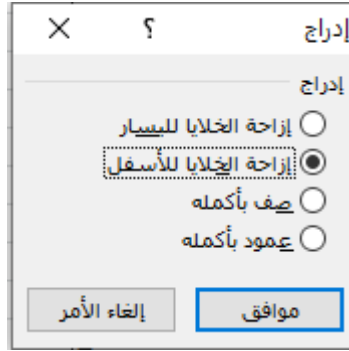 إدراج ؟
إدراج
إزاحة الخلايا لليسار
إزاحة الخلايا للأسفل
صف بأكمله
عمود بأكمله
موافق إلغاء الأمر